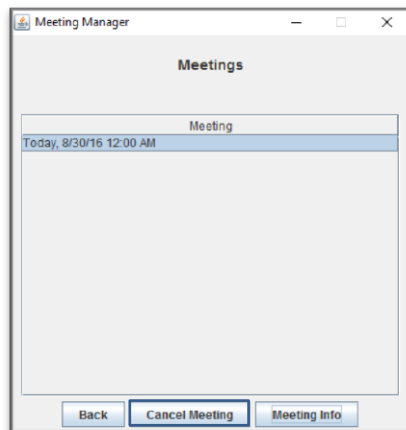 Meeting Manager
Meetings
Meeting
Today, 8/30/16 12:00 AM
Back Cancel Meeting Meeting Info